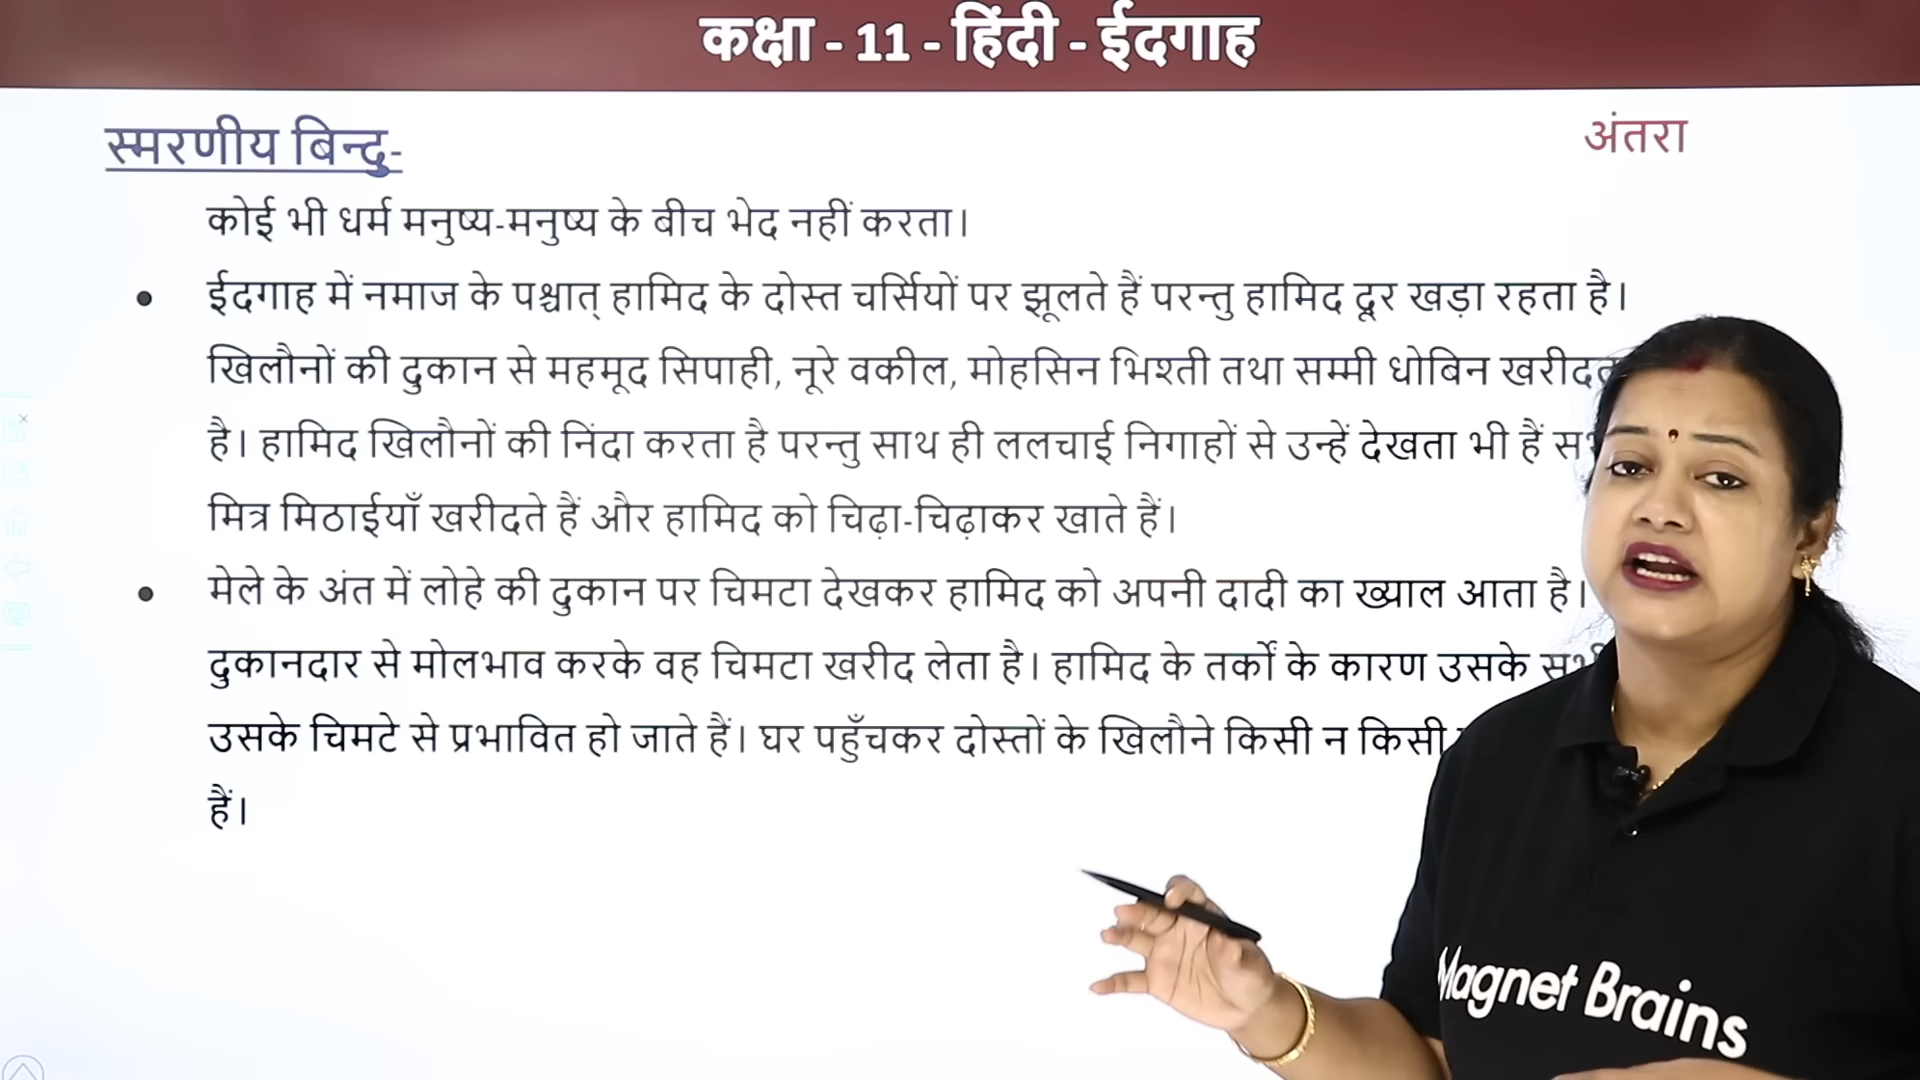 कक्षा - 11 - हिंदी - ईदगाह
स्मरणीय बिन्दु-
अंतरा
कोई भी धर्म मनुष्य-मनुष्य के बीच भेद नहीं करता।
• ईदगाह में नमाज के पश्चात् हामिद के दोस्त चर्सियों पर झूलते हैं परन्तु हामिद दूर खड़ा रहता है।
खिलौनों की दुकान से महमूद सिपाही, नूरे वकील, मोहसिन भिश्ती तथा सम्मी धोबिन
है। हामिद खिलौनों की निंदा करता है परन्तु साथ ही ललचाई निगाहों से उन्हें देखता भी हैं
मित्र मिठाईयाँ खरीदते हैं और हामिद को चिढ़ा-चिढ़ाकर खाते हैं।
• मेले के अंत में लोहे की दुकान पर चिमटा देखकर हामिद को अपनी दादी का ख्याल आता है।
दुकानदार से मोलभाव करके वह चिमटा खरीद लेता है। हामिद के तर्कों के कारण उसके
उसके चिमटे से प्रभावित हो जाते हैं। घर पहुँचकर दोस्तों के खिलौने किसी न किसी
हैं।
Magnet Brains